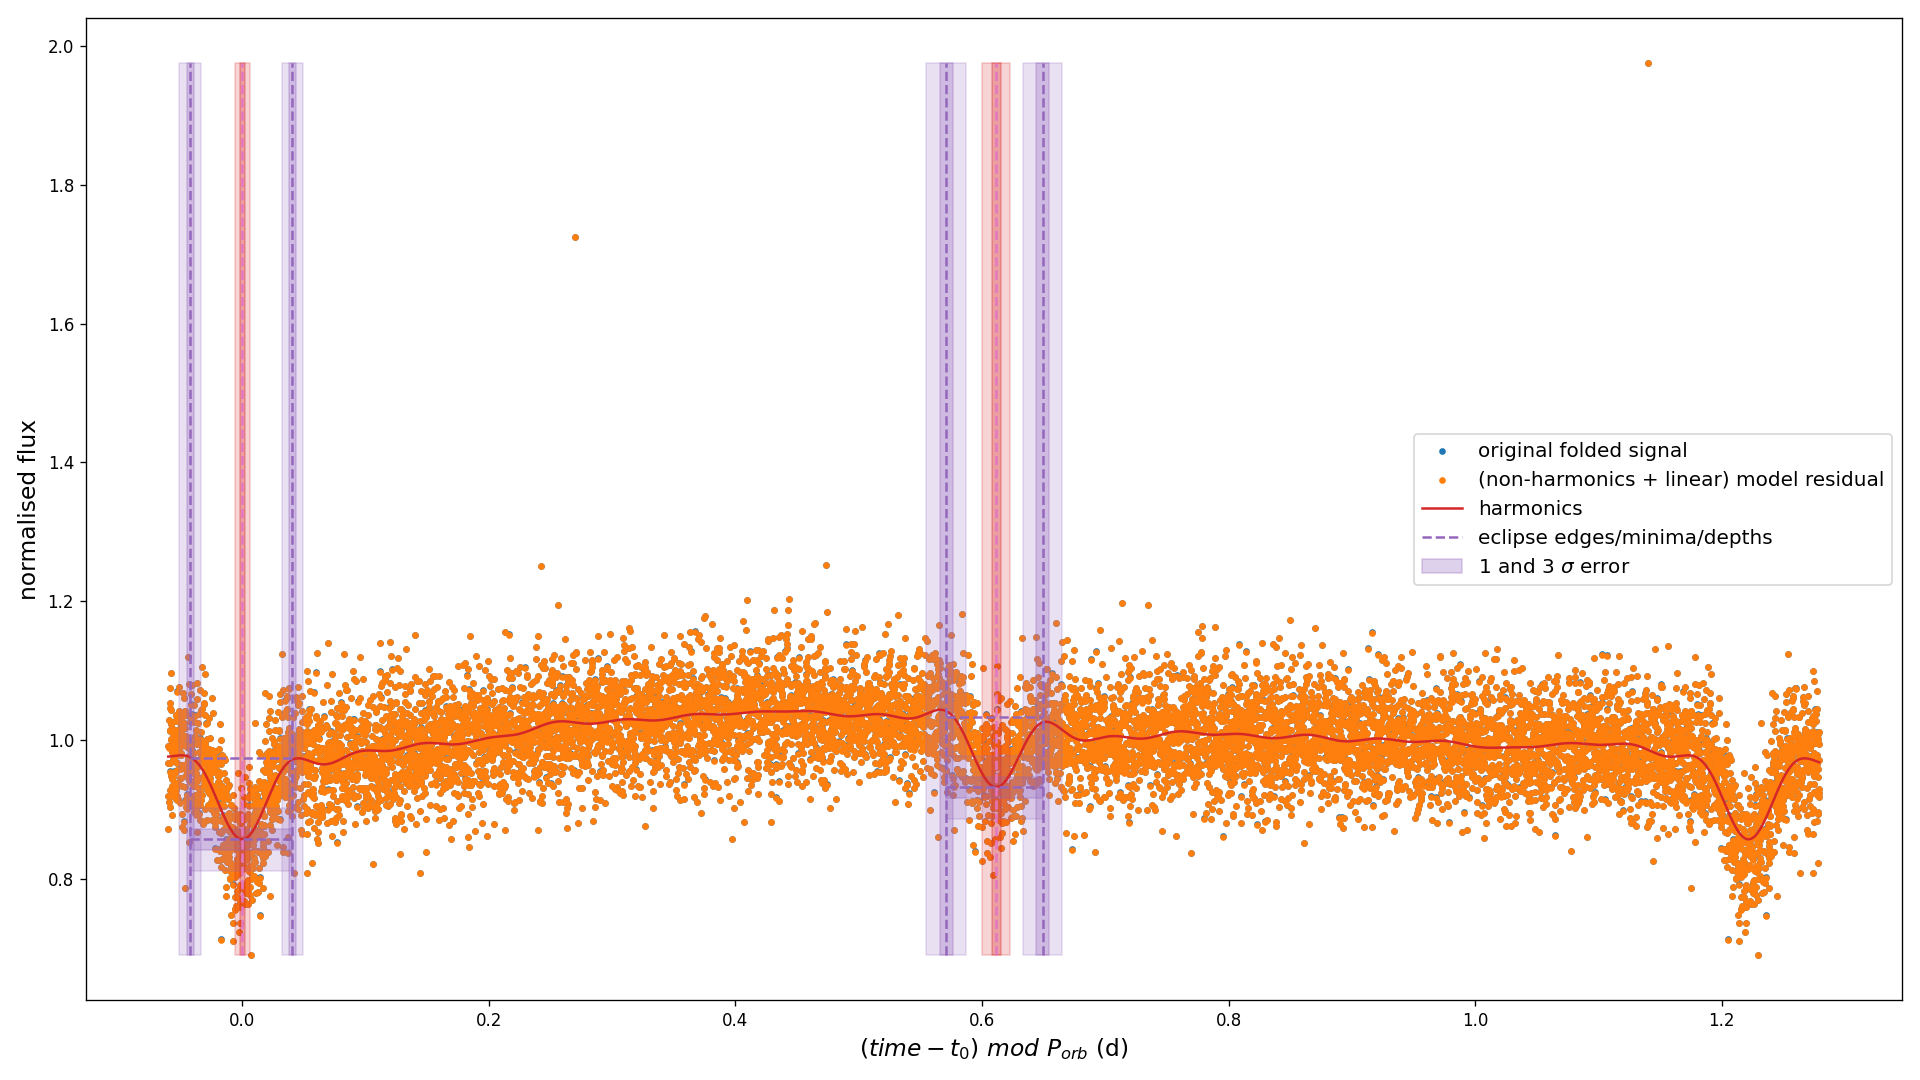 normalised flux
2.0
1.8
1.6
1.4
1.2
1.0
0.8
original folded signal
(non-harmonics + linear) model residual
harmonics
eclipse edges/minima/depths
1 and 3 σ error
0.0 0.2 0.4 0.6 0.8 1.0 1.2
(time − t₀) mod Pₒᵣb (d)